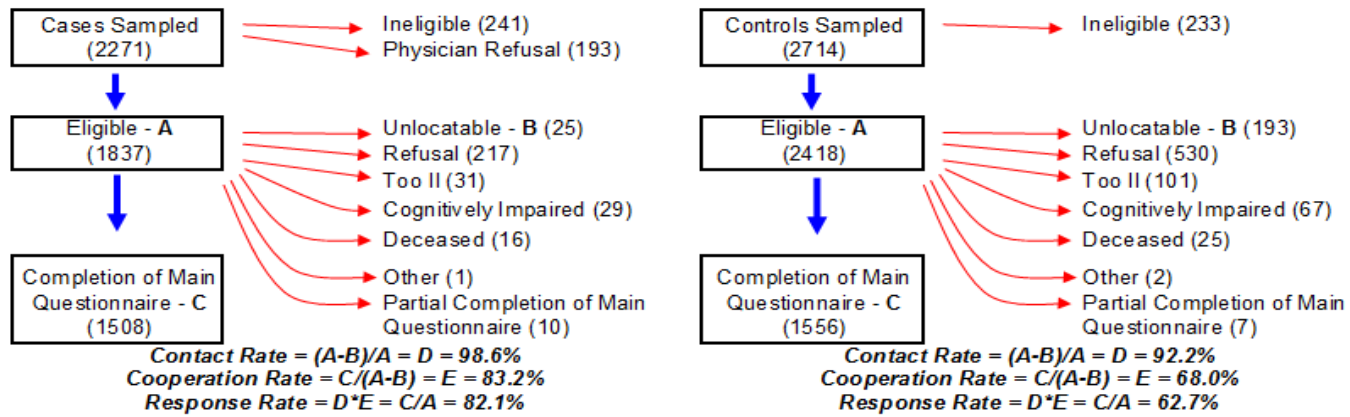 Cases Sampled
(2271)
Ineligible (241)
Physician Refusal (193)
Eligible - A
(1837)
Unlocatable - B (25)
Refusal (217)
Too Il (31)
Cognitively Impaired (29)
Deceased (16)
Other (1)
Partial Completion of Main
Questionnaire (10)
Completion of Main
Questionnaire - C
(1508)
Contact Rate = (A-B)/A = D = 98.6%
Cooperation Rate = C/(A-B) = E = 83.2%
Response Rate = D*E = C/A = 82.1%
Controls Sampled
(2714)
Ineligible (233)
Eligible - A
(2418)
Unlocatable - B (193)
Refusal (530)
Too Il (101)
Cognitively Impaired (67)
Deceased (25)
Other (2)
Partial Completion of Main
Questionnaire (7)
Completion of Main
Questionnaire - C
(1556)
Contact Rate = (A-B)/A = D = 92.2%
Cooperation Rate = C/(A-B) = E = 68.0%
Response Rate = D*E = C/A = 62.7%